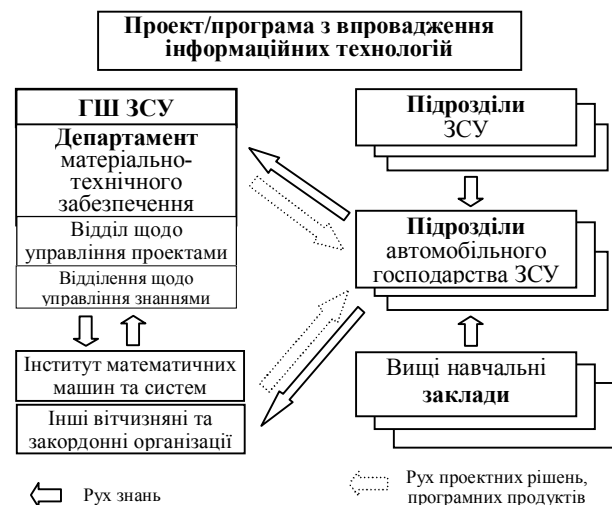 Проект/програма з впровадження
інформаційних технологій
ГШ ЗСУ
Департамент
матеріально-
технічного
забезпечення
Відділ щодо
управління проектами
Відділення щодо
управління знаннями
Інститут математичних
машин та систем
Інші вітчизняні та
закордонні організації
Підрозділи
ЗСУ
Підрозділи
автомобільного
господарства ЗСУ
Вищі навчальні
заклади
Рух знань
Рух проектних рішень,
програмних продуктів